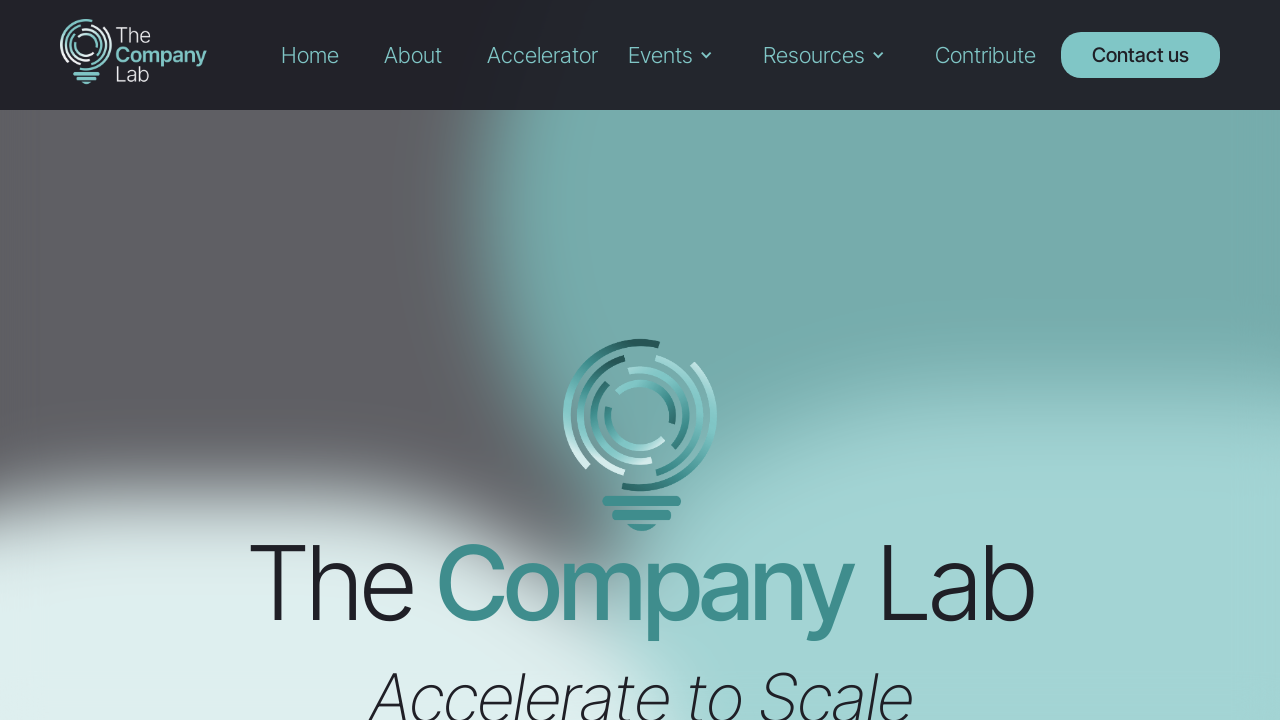 The
Company
Lab
Home About Accelerator Events Resources Contribute Contact us
The Company Lab
Accelerate to Scale